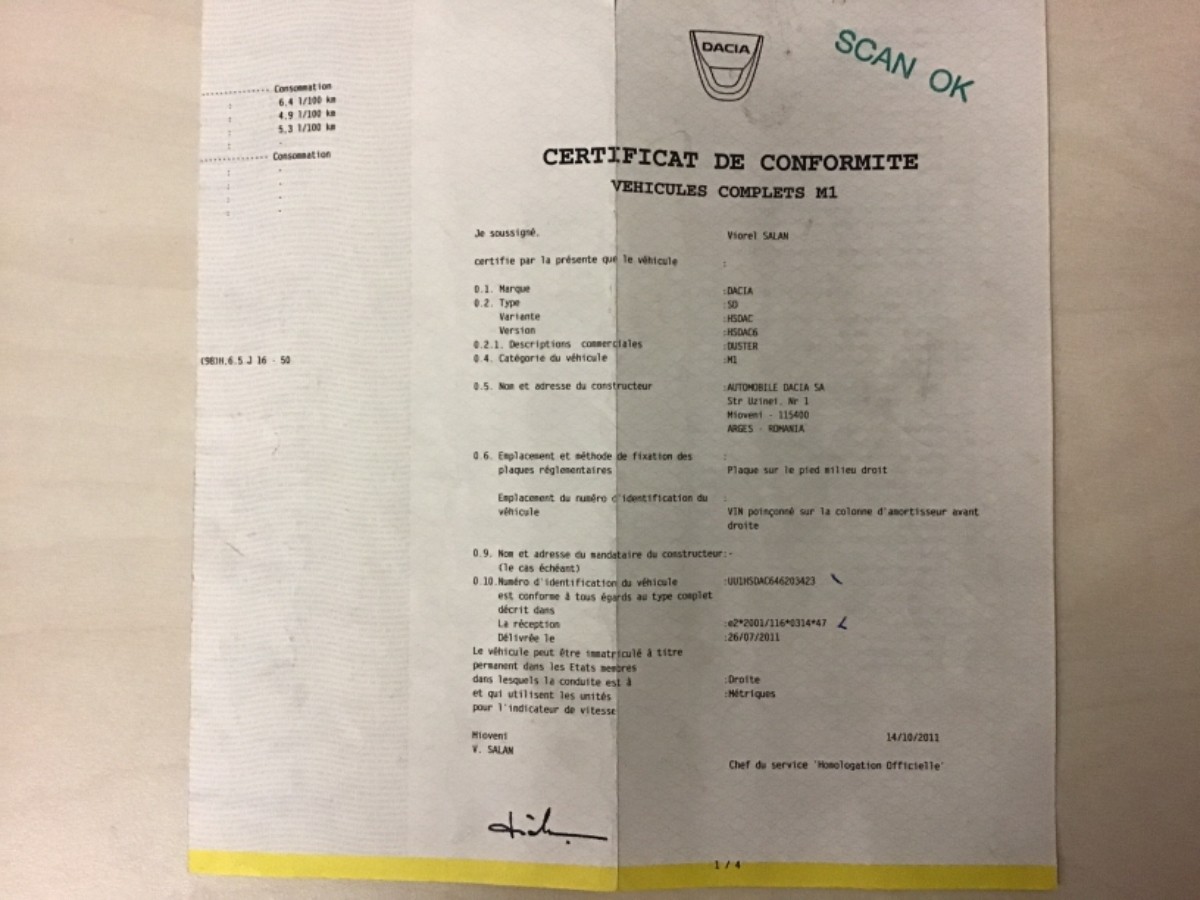 Consommation
6,4 l/100 km
4,9 l/100 km
5,3 l/100 km
Consommation
(98)H.6.5 J 16 - 50
DACIA
SCAN OK
CERTIFICAT DE CONFORMITE
VEHICULES COMPLETS M1
Je soussigné, Viorel SALAN
certifie par la présente que le véhicule :
0.1. Marque :DACIA
0.2. Type :SD
Variante :HSDAC
Version :HSDAC6
0.2.1. Descriptions commerciales :DUSTER
0.4. Catégorie du véhicule :M1
0.5. Nom et adresse du constructeur :AUTOMOBILE DACIA SA
Str Uzinei, Nr 1
Mioveni - 115400
ARGES - ROMANIA
0.6. Emplacement et méthode de fixation des :
plaques réglementaires Plaque sur le pied milieu droit
Emplacement du numéro d'identification du :
véhicule VIN poinçonné sur la colonne d'amortisseur avant
droite
0.9. Nom et adresse du mandataire du constructeur:-
(le cas échéant)
0.10.Numéro d'identification du véhicule :UU1HSDAC646203423
est conforme à tous égards au type complet
décrit dans
La réception :e2*2001/116*0314*47
Délivrée le :26/07/2011
Le véhicule peut être immatriculé à titre
permanent dans les Etats membres
dans lesquels la conduite est à :Droite
et qui utilisent les unités :Métriques
pour l'indicateur de vitesse
Mioveni 14/10/2011
V. SALAN
Chef du service 'Homologation Officielle'
1 / 4